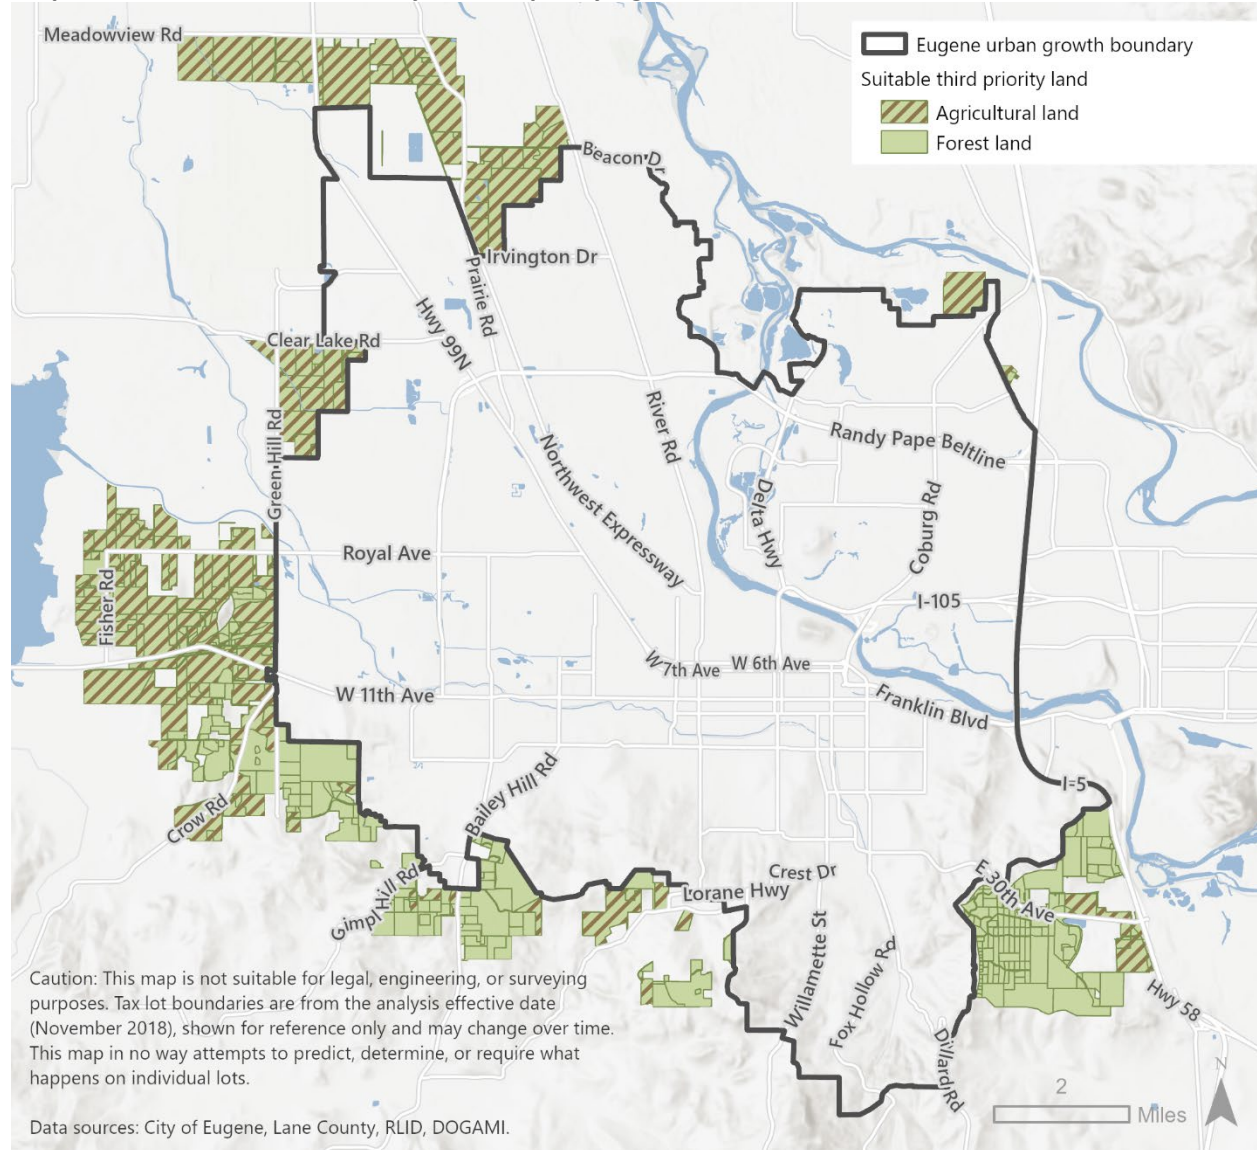 Meadowview Rd
Eugene urban growth boundary
Suitable third priority land
Agricultural land
Forest land
Beacon Dr
Irvington Dr
Prairie Rd
Hwy 99N
Clear Lake Rd
Green Hill Rd
River Rd
Randy Pape Beltline
Northwest Expressway
Delta Hwy
Coburg Rd
Royal Ave
Fisher Rd
I-105
W 7th Ave
W 6th Ave
W 11th Ave
Franklin Blvd
Bailey Hill Rd
I-5
Crow Rd
Gimpl Hill Rd
Crest Dr
Lorane Hwy
E 30th Ave
Willamette St
Fox Hollow Rd
Dillard Rd
Hwy 58
Caution: This map is not suitable for legal, engineering, or surveying
purposes. Tax lot boundaries are from the analysis effective date
(November 2018), shown for reference only and may change over time.
This map in no way attempts to predict, determine, or require what
happens on individual lots.
Data sources: City of Eugene, Lane County, RLID, DOGAMI.
2
Miles
N